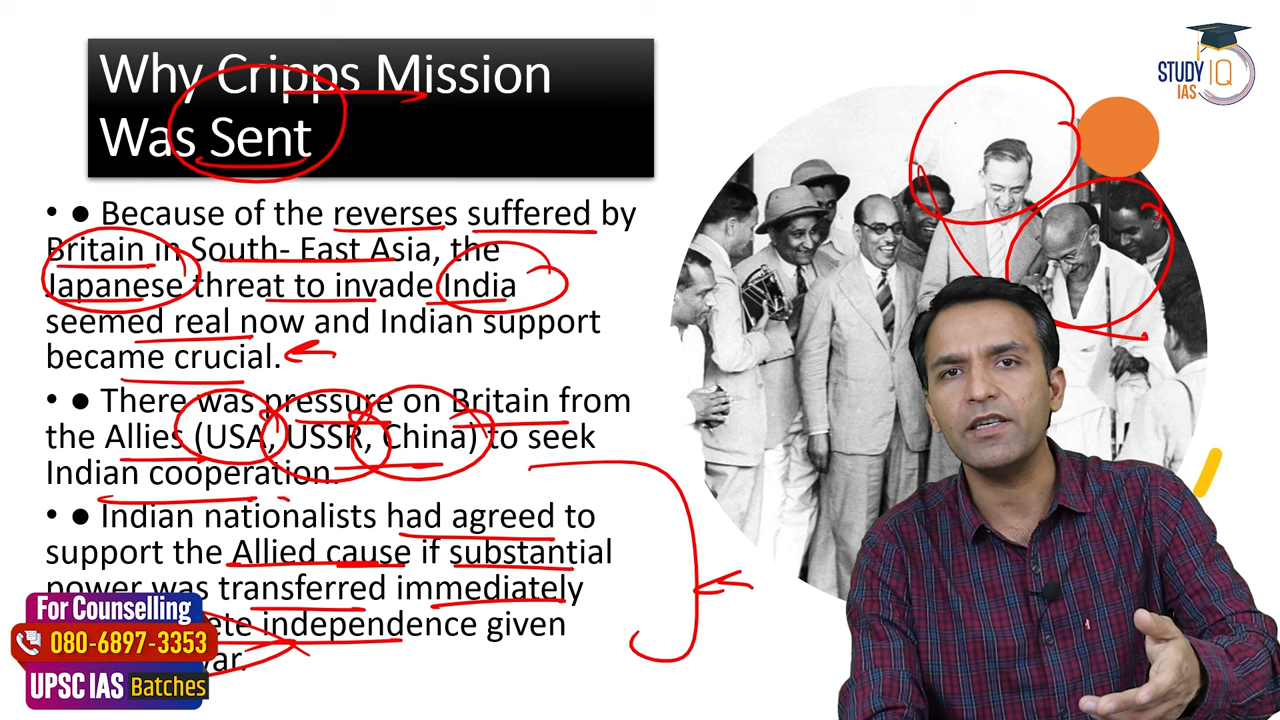 Why Cripps Mission
Was Sent
STUDY IQ
IAS
• ● Because of the reverses suffered by
Britain in South- East Asia, the
Japanese threat to invade India
seemed real now and Indian support
became crucial.
• ● There was pressure on Britain from
the Allies (USA, USSR, China) to seek
Indian cooperation.
• ● Indian nationalists had agreed to
support the Allied cause if substantial
power was transferred immediately
independence given
war.
For Counselling
080-6897-3353
UPSC IAS Batches